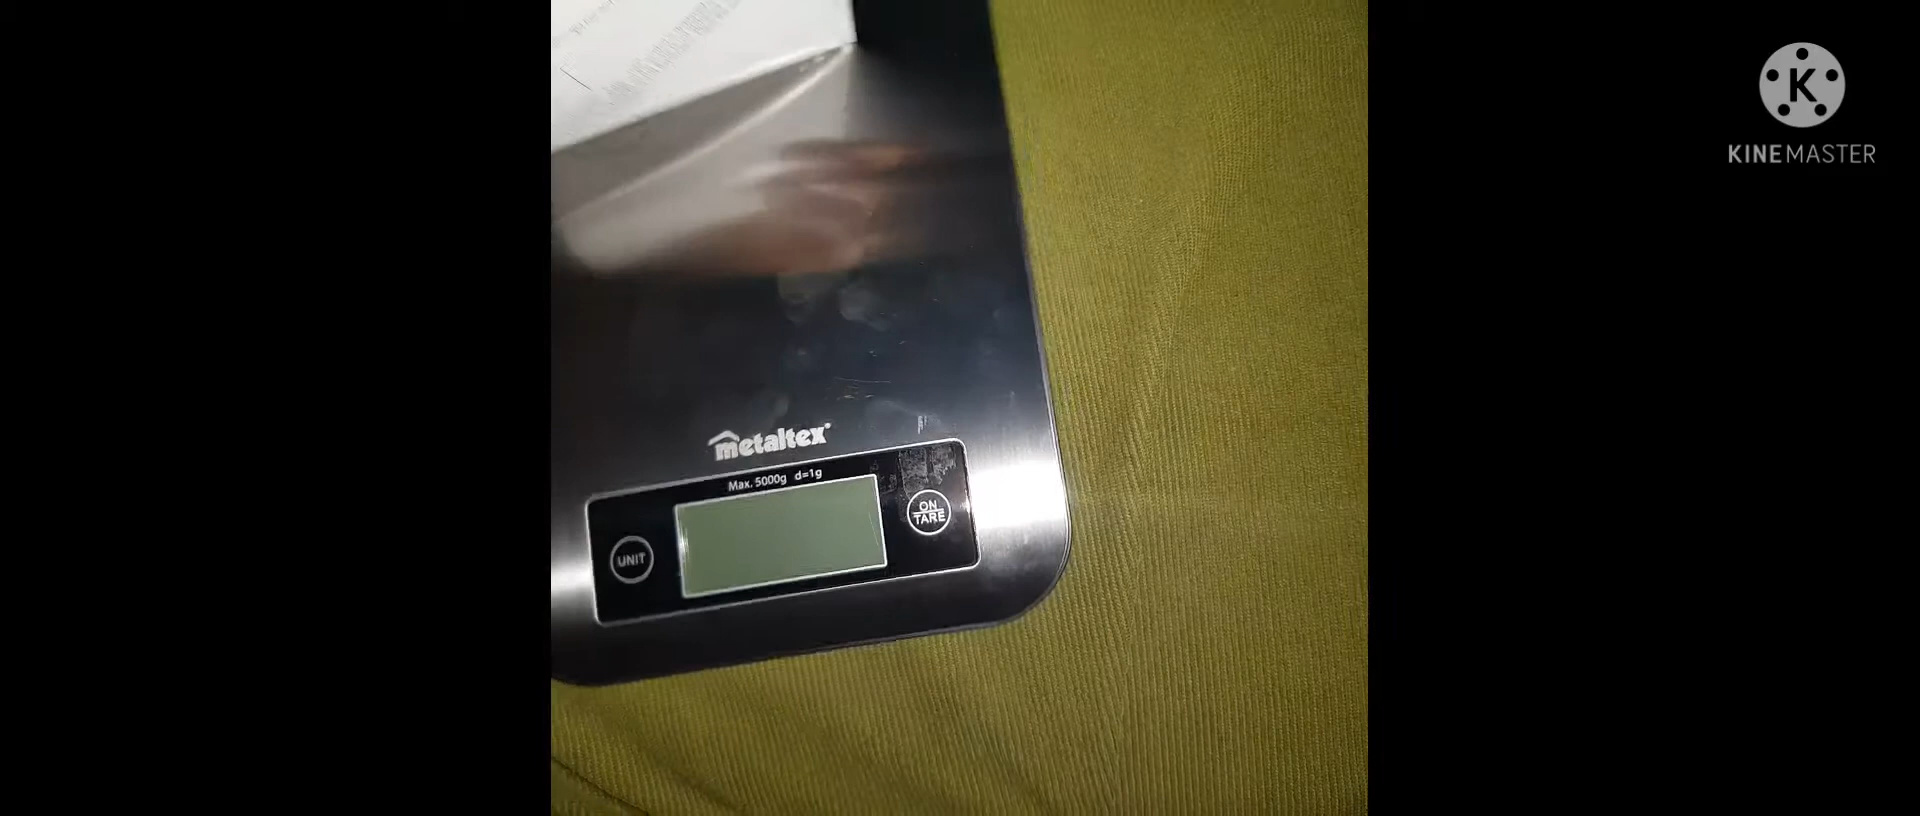 K
KINEMASTER
metaltex
Max. 5000g d=1g
ON
TARE
UNIT